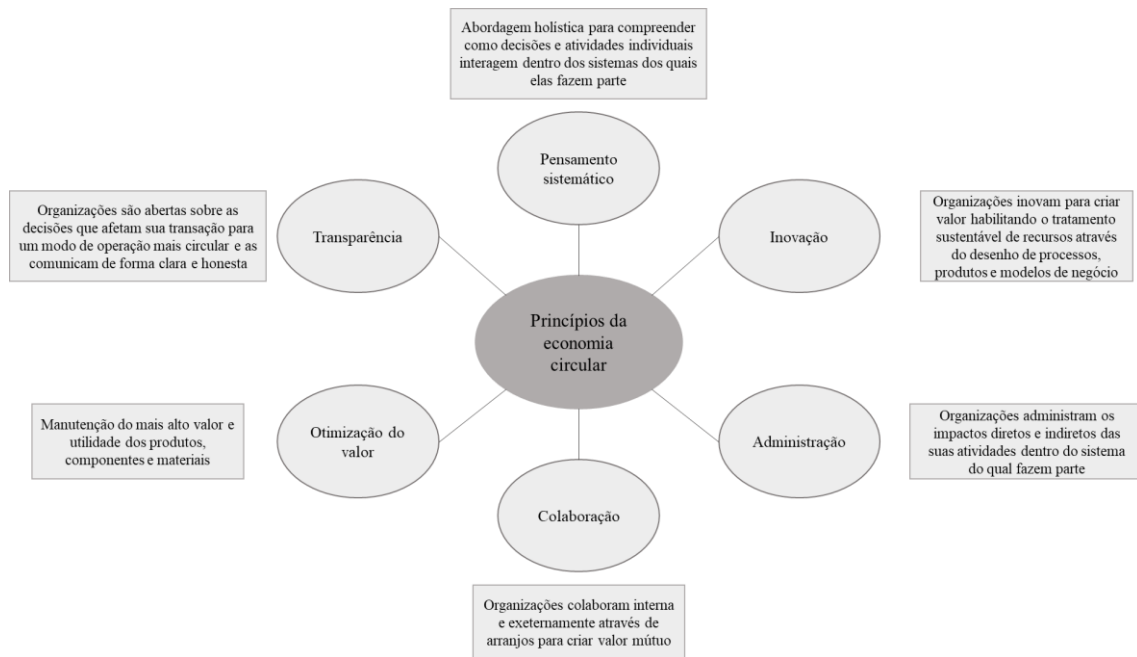 Abordagem holística para compreender
como decisões e atividades individuais
interagem dentro dos sistemas dos quais
elas fazem parte
Pensamento
sistemático
Organizações são abertas sobre as
decisões que afetam sua transação para
um modo de operação mais circular e as
comunicam de forma clara e honesta
Transparência
Inovação
Organizações inovam para criar
valor habilitando o tratamento
sustentável de recursos através
do desenho de processos,
produtos e modelos de negócio
Princípios da
economia
circular
Manutenção do mais alto valor e
utilidade dos produtos,
componentes e materiais
Otimização do
valor
Administração
Organizações administram os
impactos diretos e indiretos das
suas atividades dentro do sistema
do qual fazem parte
Colaboração
Organizações colaboram interna
e exeternamente através de
arranjos para criar valor mútuo